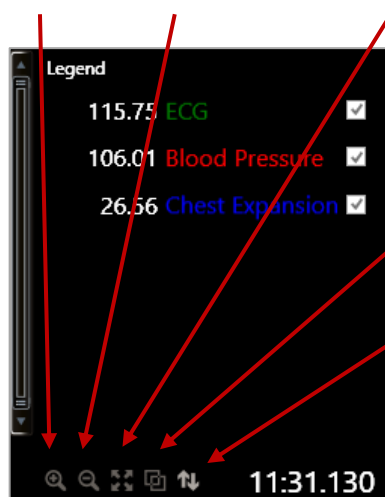 Legend
115.75 ECG
106.01 Blood Pressure
26.56 Chest Expansion
11:31.130